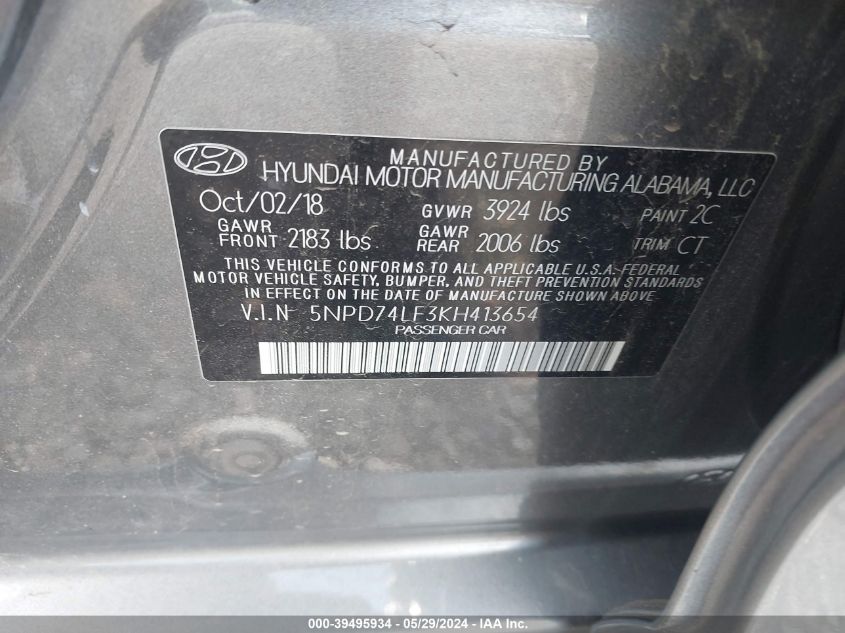 MANUFACTURED BY
HYUNDAI MOTOR MANUFACTURING ALABAMA, LLC
Oct/02/18 GVWR 3924 lbs PAINT 2C
GAWR FRONT 2183 lbs GAWR REAR 2006 lbs TRIM CT
THIS VEHICLE CONFORMS TO ALL APPLICABLE U.S.A. FEDERAL
MOTOR VEHICLE SAFETY, BUMPER, AND THEFT PREVENTION STANDARDS
IN EFFECT ON THE DATE OF MANUFACTURE SHOWN ABOVE
V.I.N 5NPD74LF3KH413654
PASSENGER CAR
000-39495934 - 05/29/2024 - IAA Inc.